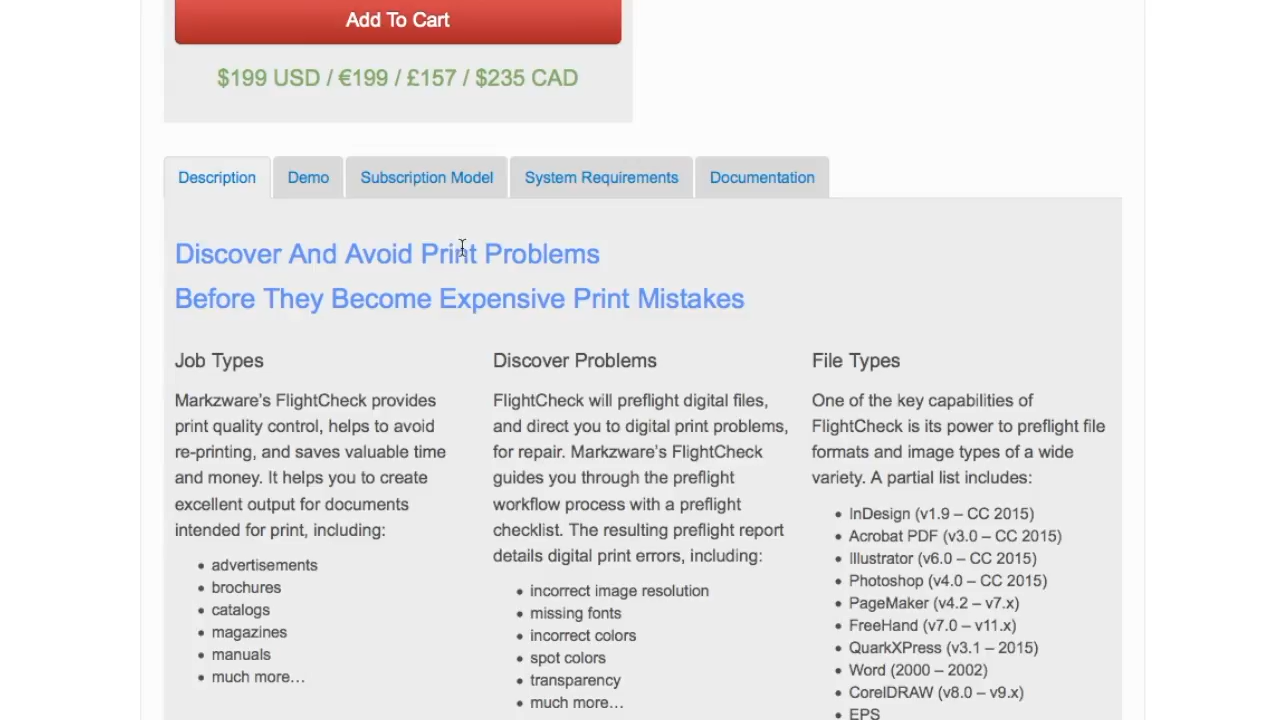 Add To Cart
$199 USD / €199 / £157 / $235 CAD
Description
Demo
Subscription Model
System Requirements
Documentation
Discover And Avoid Print Problems
Before They Become Expensive Print Mistakes
Job Types
Markzware’s FlightCheck provides
print quality control, helps to avoid
re-printing, and saves valuable time
and money. It helps you to create
excellent output for documents
intended for print, including:
• advertisements
• brochures
• catalogs
• magazines
• manuals
• much more…
Discover Problems
FlightCheck will preflight digital files,
and direct you to digital print problems,
for repair. Markzware’s FlightCheck
guides you through the preflight
workflow process with a preflight
checklist. The resulting preflight report
details digital print errors, including:
• incorrect image resolution
• missing fonts
• incorrect colors
• spot colors
• transparency
• much more…
File Types
One of the key capabilities of
FlightCheck is its power to preflight file
formats and image types of a wide
variety. A partial list includes:
• InDesign (v1.9 – CC 2015)
• Acrobat PDF (v3.0 – CC 2015)
• Illustrator (v6.0 – CC 2015)
• Photoshop (v4.0 – CC 2015)
• PageMaker (v4.2 – v7.x)
• FreeHand (v7.0 – v11.x)
• QuarkXPress (v3.1 – 2015)
• Word (2000 – 2002)
• CorelDRAW (v8.0 – v9.x)
• EPS